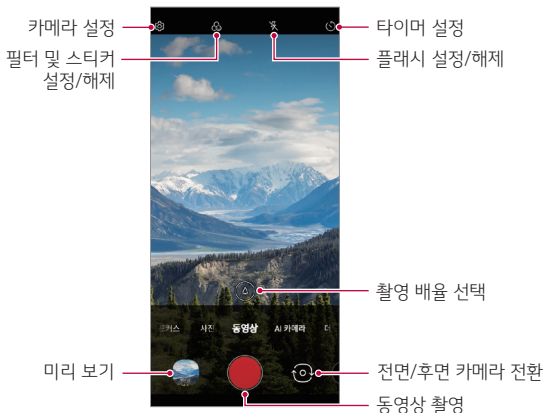 카메라 설정
타이머 설정
필터 및 스티커
설정/해제
플래시 설정/해제
촬영 배율 선택
사진
동영상
AI 카메라
더
미리 보기
전면/후면 카메라 전환
동영상 촬영